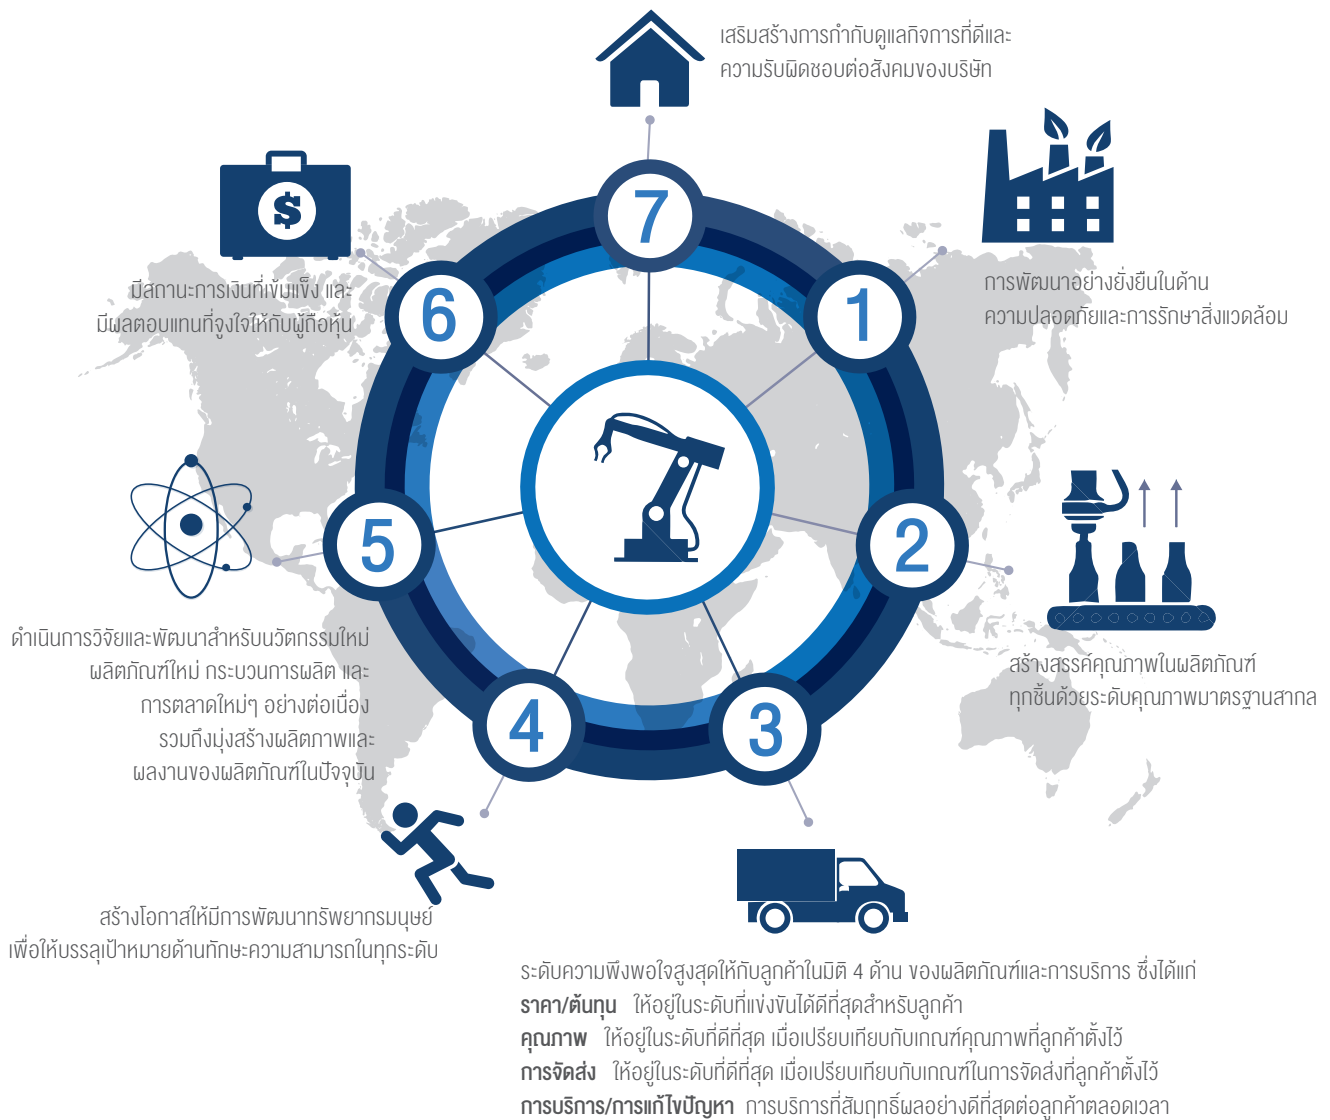 เสริมสร้างการกำกับดูแลกิจการที่ดีและ
ความรับผิดชอบต่อสังคมของบริษัท
7
1
การพัฒนาอย่างยั่งยืนในด้าน
ความปลอดภัยและการรักษาสิ่งแวดล้อม
2
สร้างสรรค์คุณภาพในผลิตภัณฑ์
ทุกชิ้นด้วยระดับคุณภาพมาตรฐานสากล
3
ระดับความพึงพอใจสูงสุดให้กับลูกค้าในมิติ 4 ด้าน ของผลิตภัณฑ์และการบริการ ซึ่งได้แก่
ราคา/ต้นทุน ให้อยู่ในระดับที่แข่งขันได้ดีที่สุดสำหรับลูกค้า
คุณภาพ ให้อยู่ในระดับที่ดีที่สุด เมื่อเปรียบเทียบกับเกณฑ์คุณภาพที่ลูกค้าตั้งไว้
การจัดส่ง ให้อยู่ในระดับที่ดีที่สุด เมื่อเปรียบเทียบกับเกณฑ์ในการจัดส่งที่ลูกค้าตั้งไว้
การบริการ/การแก้ไขปัญหา การบริการที่สัมฤทธิ์ผลอย่างดีที่สุดต่อลูกค้าตลอดเวลา
4
สร้างโอกาสให้มีการพัฒนาทรัพยากรมนุษย์
เพื่อให้บรรลุเป้าหมายด้านทักษะความสามารถในทุกระดับ
5
ดำเนินการวิจัยและพัฒนาสำหรับนวัตกรรมใหม่
ผลิตภัณฑ์ใหม่ กระบวนการผลิต และ
การตลาดใหม่ๆ อย่างต่อเนื่อง
รวมถึงมุ่งสร้างผลิตภาพและ
ผลงานของผลิตภัณฑ์ในปัจจุบัน
6
$
มีสถานะการเงินที่เข้มแข็ง และ
มีผลตอบแทนที่จูงใจให้กับผู้ถือหุ้น